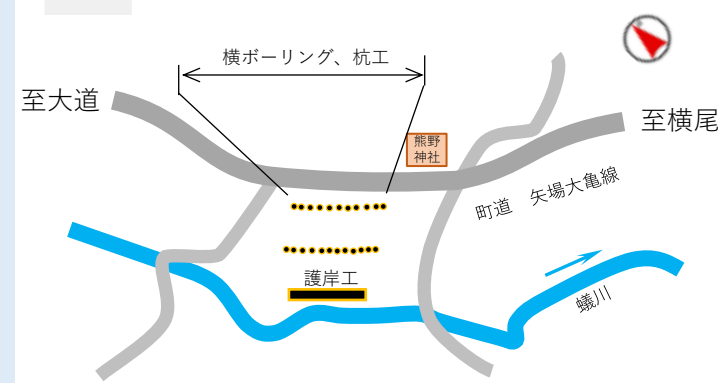 横ボーリング、杭工
至大道
至横尾
熊野
神社
町道　矢場大亀線
護岸工
蟻川